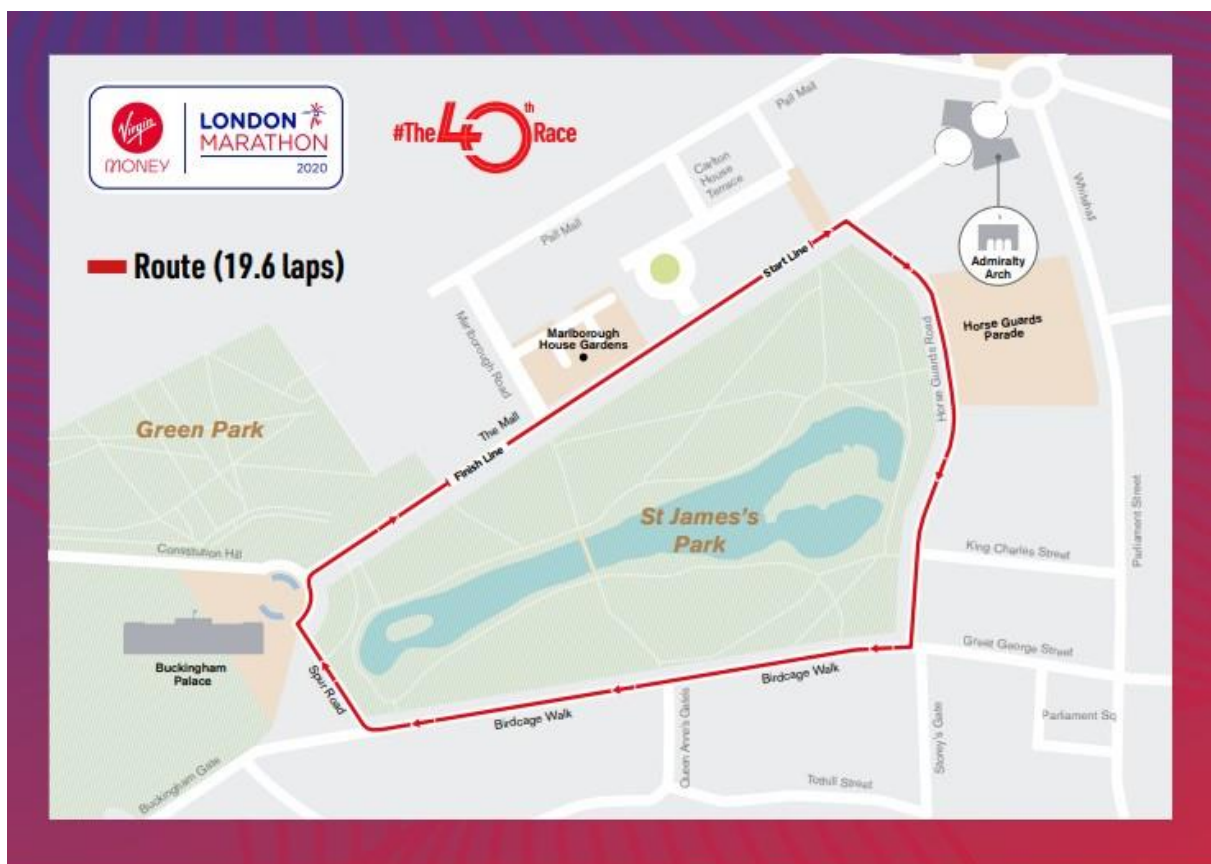 Virgin
MONEY
LONDON
MARATHON
2020
#The40thRace
Route (19.6 laps)
Pall Mall
Pall Mall
Carlton
House
Terrace
Whitehall
Admiralty
Arch
Start Line
Marlborough
House Gardens
Marlborough Road
Horse Guards
Parade
Horse Guards Road
Green Park
The Mall
Finish Line
St James's
Park
Parliament Street
Constitution Hill
King Charles Street
Great George Street
Buckingham
Palace
Spur Road
Birdcage Walk
Birdcage Walk
Queen Anne's Gate
Storey's Gate
Parliament Sq
Buckingham Gate
Tothill Street